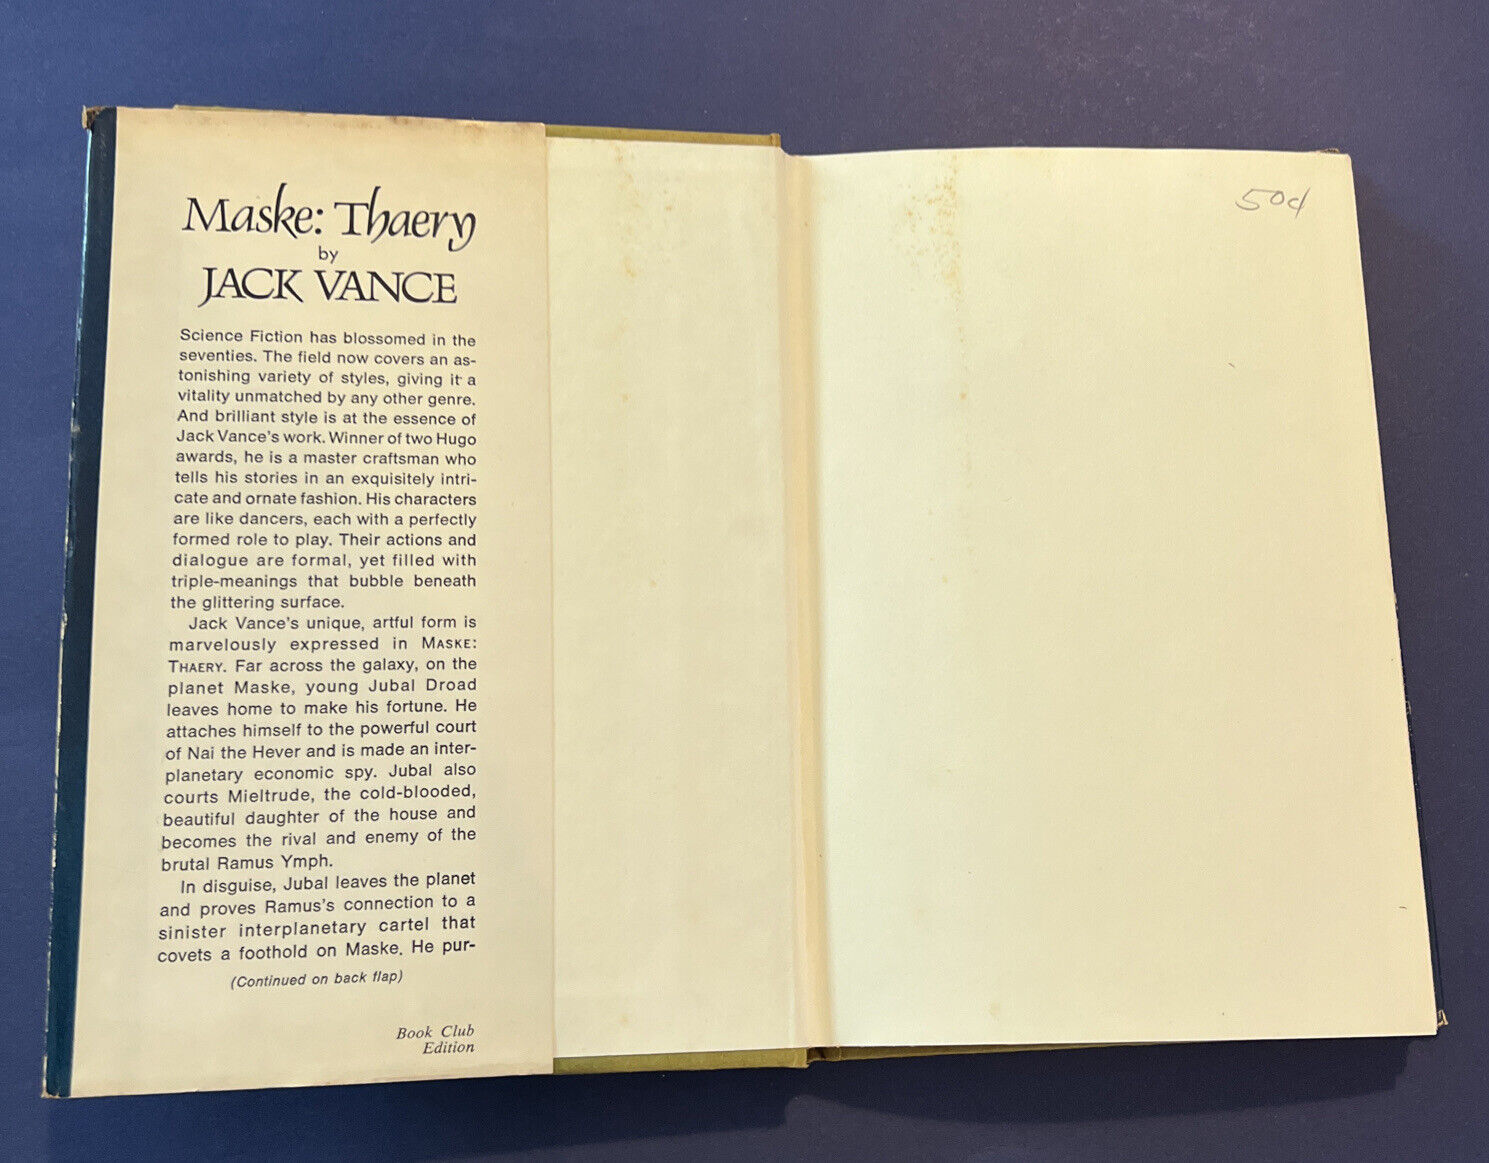 Maske: Thaery
by
JACK VANCE
Science Fiction has blossomed in the
seventies. The field now covers an as-
tonishing variety of styles, giving it a
vitality unmatched by any other genre.
And brilliant style is at the essence of
Jack Vance's work. Winner of two Hugo
awards, he is a master craftsman who
tells his stories in an exquisitely intri-
cate and ornate fashion. His characters
are like dancers, each with a perfectly
formed role to play. Their actions and
dialogue are formal, yet filled with
triple-meanings that bubble beneath
the glittering surface.
Jack Vance's unique, artful form is
marvelously expressed in MASKE:
THAERY. Far across the galaxy, on the
planet Maske, young Jubal Droad
leaves home to make his fortune. He
attaches himself to the powerful court
of Nai the Hever and is made an inter-
planetary economic spy. Jubal also
courts Mieltrude, the cold-blooded,
beautiful daughter of the house and
becomes the rival and enemy of the
brutal Ramus Ymph.
In disguise, Jubal leaves the planet
and proves Ramus's connection to a
sinister interplanetary cartel that
covets a foothold on Maske. He pur-
(Continued on back flap)
Book Club
Edition
50¢